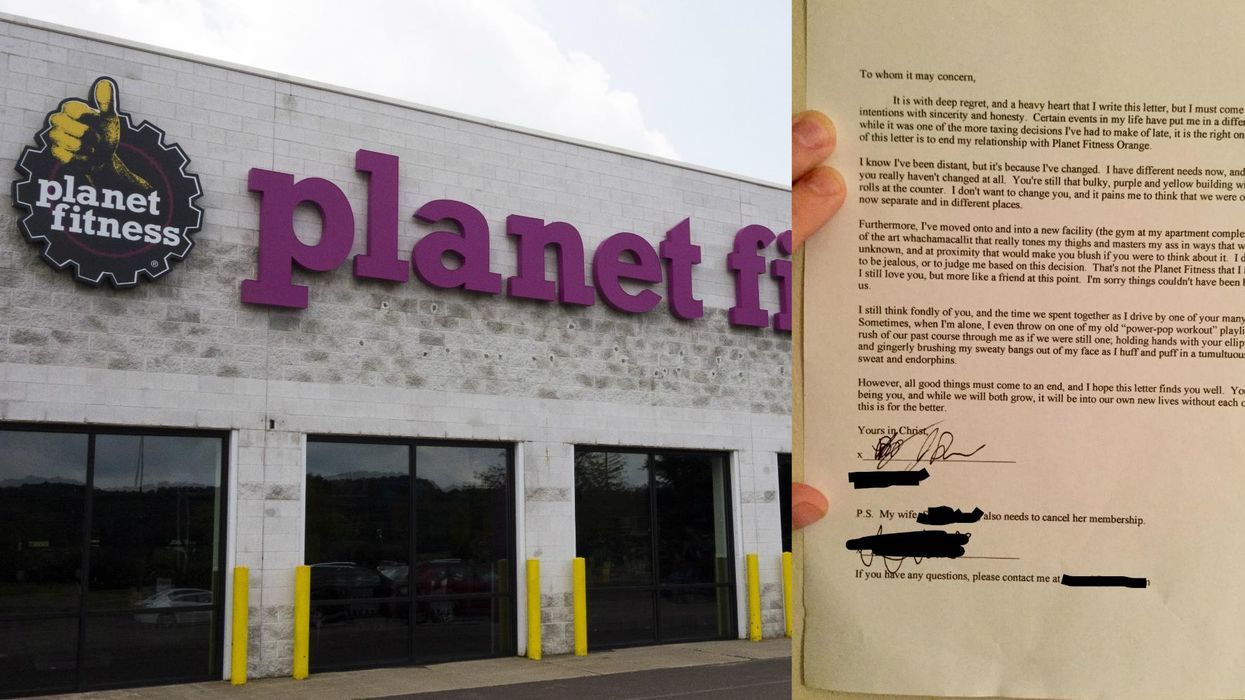 planet
fitness
®
planet fi
To whom it may concern,
It is with deep regret, and a heavy heart that I write this letter, but I must come
intentions with sincerity and honesty. Certain events in my life have put me in a
while it was one of the more taxing decisions I've had to make of late, it is the right
of this letter is to end my relationship with Planet Fitness Orange.
I know I've been distant, but it's because I've changed. I have different needs now, and
you really haven't changed at all. You're still that bulky, purple and yellow building
rolls at the counter. I don't want to change you, and it pains me to think that we were
now separate and in different places.
Furthermore, I've moved onto and into a new facility (the gym at my apartment
of the art whachamacallit that really tones my thighs and masters my ass in ways that
unknown, and at proximity that would make you blush if you were to think about it. I
to be jealous, or to judge me based on this decision. That's not the Planet Fitness that I
I still love you, but more like a friend at this point. I'm sorry things couldn't have been
us.
I still think fondly of you, and the time we spent together as I drive by one of your many
Sometimes, when I'm alone, I even throw on one of my old "power-pop workout"
rush of our past course through me as if we were still one; holding hands with your
and gingerly brushing my sweaty bangs out of my face as I huff and puff in a tumultuous
sweat and endorphins.
However, all good things must come to an end, and I hope this letter finds you well.
being you, and while we will both grow, it will be into our own new lives without each
this is for the better.
Yours in Christ,
x
P.S. My wife also needs to cancel her membership.
If you have any questions, please contact me at